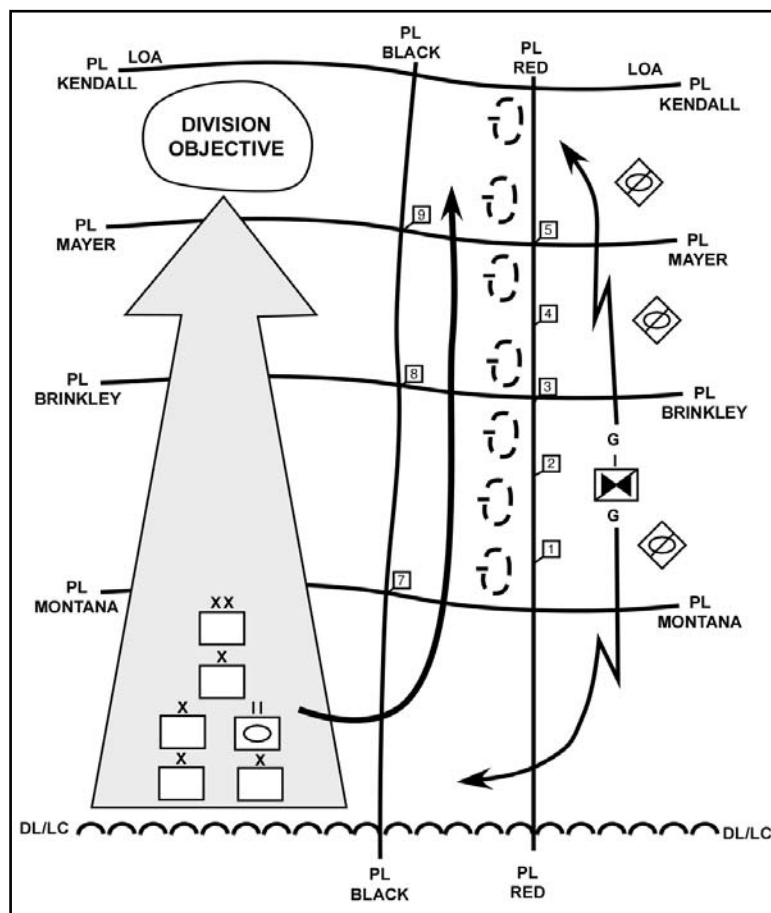 PL
BLACK
PL
RED
PL
KENDALL
LOA
LOA
PL
KENDALL
DIVISION
OBJECTIVE
9
5
PL
MAYER
PL
MAYER
4
8
3
PL
BRINKLEY
PL
BRINKLEY
G
I
2
G
1
7
PL
MONTANA
PL
MONTANA
XX
X
X
II
X
X
DL/LC
DL/LC
PL
BLACK
PL
RED